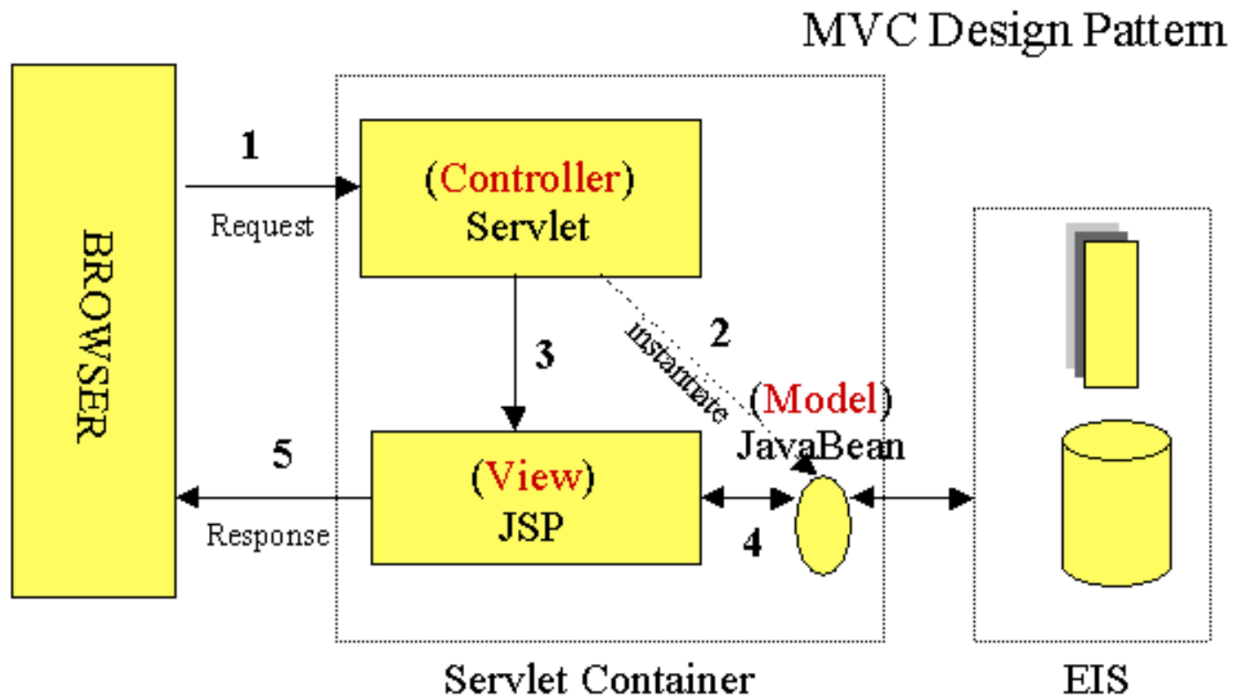 MVC Design Pattern
BROWSER
1
Request
(Controller)
Servlet
2
instantiate
3
(Model)
JavaBean
(View)
JSP
4
5
Response
Servlet Container
EIS